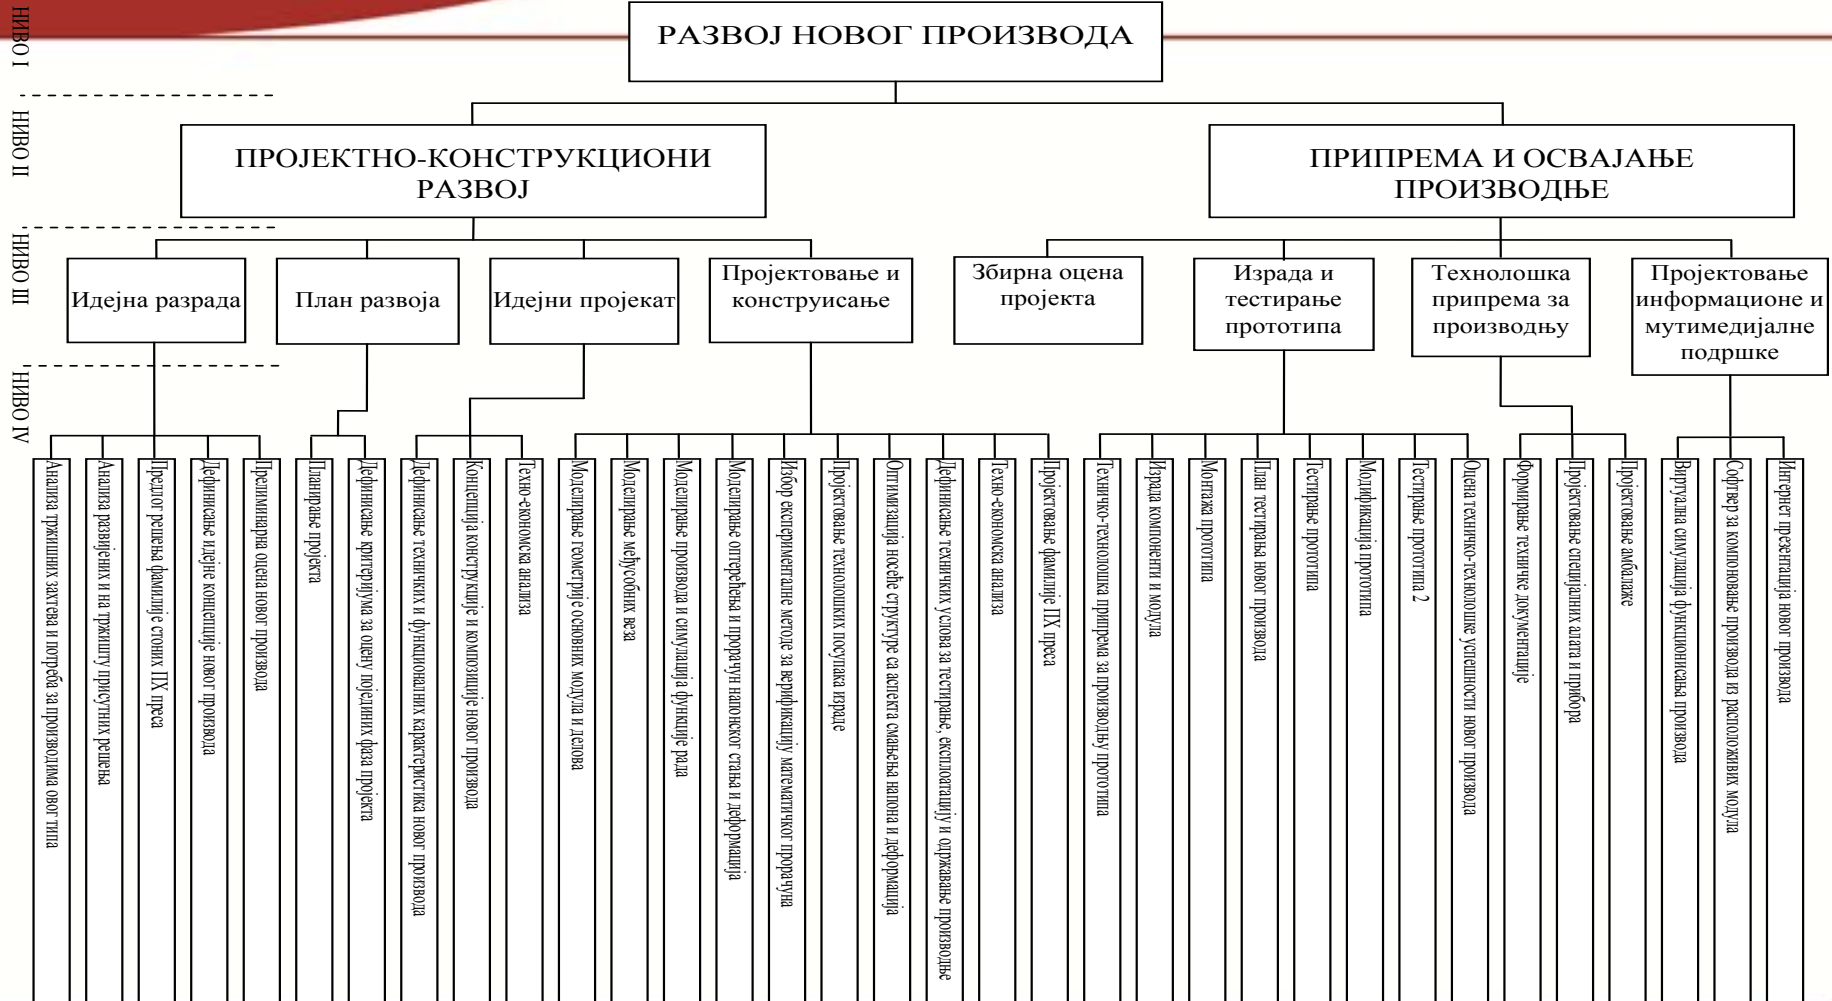 НИВО I
РАЗВОЈ НОВОГ ПРОИЗВОДА
НИВО II
ПРОЈЕКТНО-КОНСТРУКЦИОНИ
РАЗВОЈ
ПРИПРЕМА И ОСВАЈАЊЕ
ПРОИЗВОДЊЕ
НИВО III
Идејна разрада
План развоја
Идејни пројекат
Пројектовање и
конструисање
Збирна оцена
пројекта
Израда и
тестирање
прототипа
Технолошка
припрема за
производњу
Пројектовање
информационе и
мутимедијалне
подршке
НИВО IV
Анализа тржишних захтева и потреба за производима овог типа
Анализа развијених и на тржишту присутних решења
Предлог решења фамилије стоних ПХ преса
Дефинисање идејне концепције новог производа
Прелиминарна оцена новог производа
Планирање пројекта
Дефинисање критеријума за оцену појединих фаза пројекта
Дефинисање техничких и функционалних карактеристика новог производа
Концепција конструкције и композиције новог производа
Техно-економска анализа
Моделирање геометрије основних модула и делова
Моделирање међусобних веза
Моделирање производа и симулација функције рада
Моделирање оптерећења и прорачун напонског стања и деформација
Избор експерименталне методе за верификацију математичког прорачуна
Пројектовање технолошких поступака израде
Оптимизација носеће структуре са аспекта смањења напона и деформација
Дефинисање техничких услова за тестирање, експлоатацију и одржавање производње
Техно-економска анализа
Пројектовање фамилије ПХ преса
Техничко-технолошка припрема за производњу прототипа
Израда компоненти и модула
Монтажа прототипа
План тестирања новог производа
Тестирање прототипа
Модификација прототипа
Тестирање прототипа 2
Оцена техничко-технолошке успешности новог производа
Формирање техничке документације
Пројектовање специјалних алата и прибора
Пројектовање амбалаже
Виртуална симулација функционисања производа
Софтвер за компоновање производа из расположивих модула
Интернет презентација новог производа